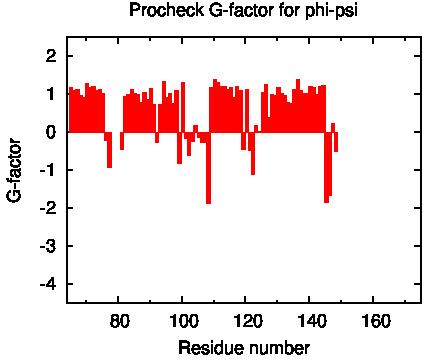 Procheck G-factor for phi-psi
2
1
0
-1
-2
-3
-4
G-factor
80 100 120 140 160
Residue number